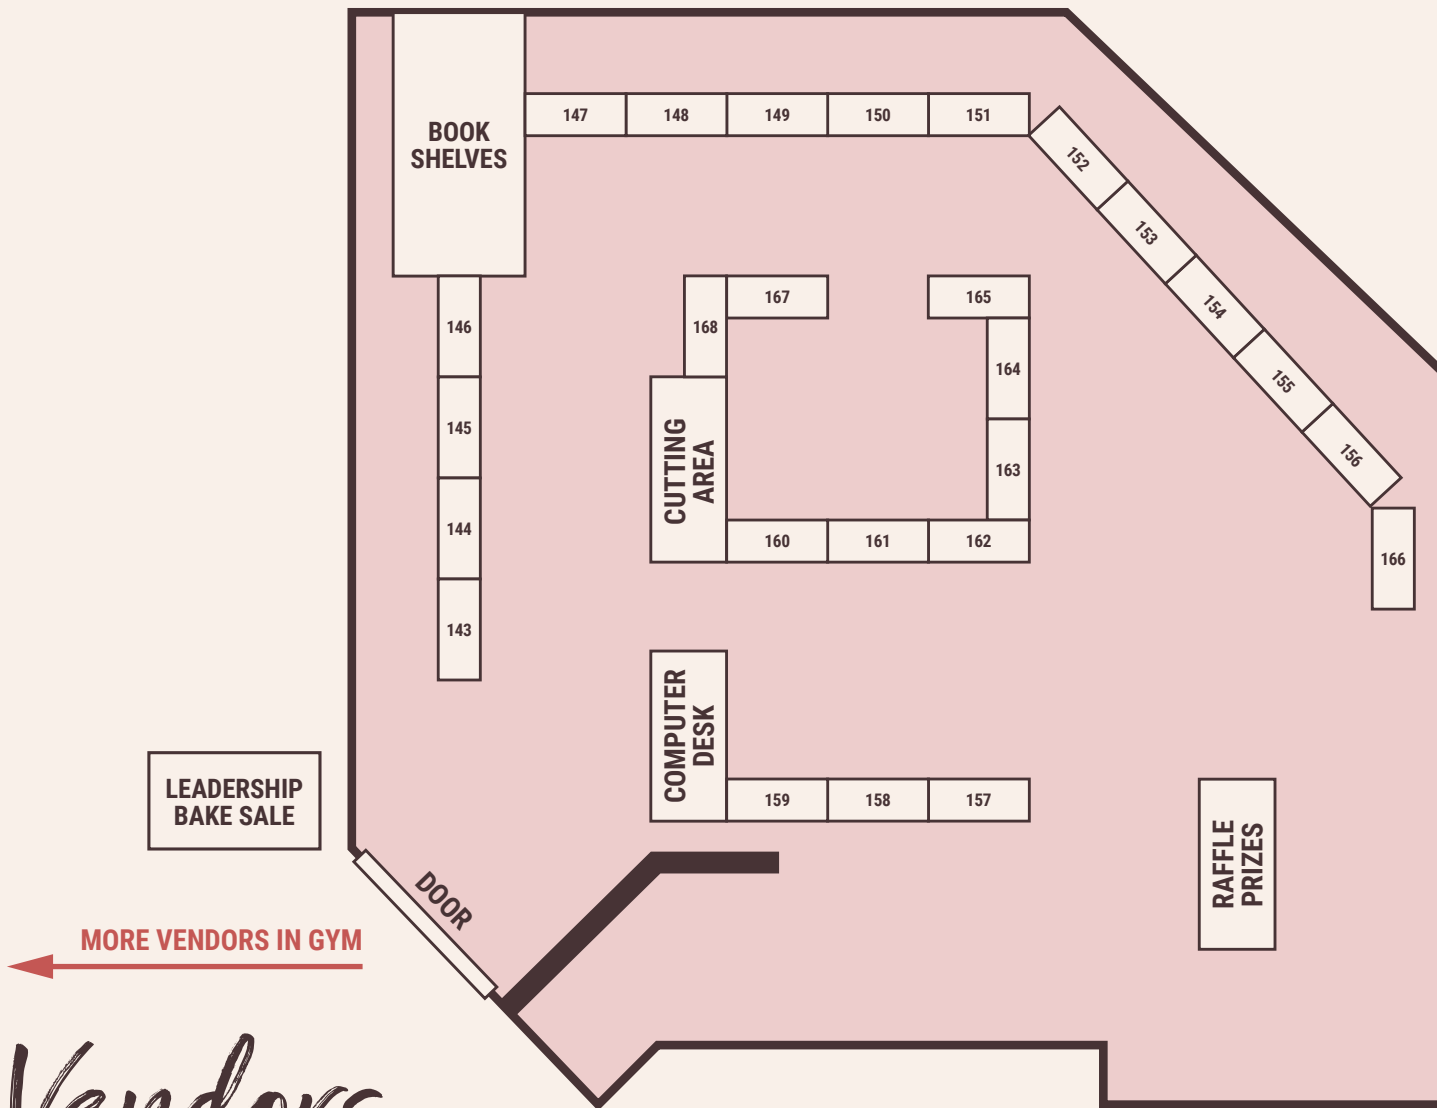 BOOK
SHELVES
147
148
149
150
151
152
153
154
155
156
166
146
145
144
143
168
167
165
164
163
CUTTING
AREA
160
161
162
COMPUTER
DESK
159
158
157
RAFFLE
PRIZES
LEADERSHIP
BAKE SALE
DOOR
MORE VENDORS IN GYM
Vendors